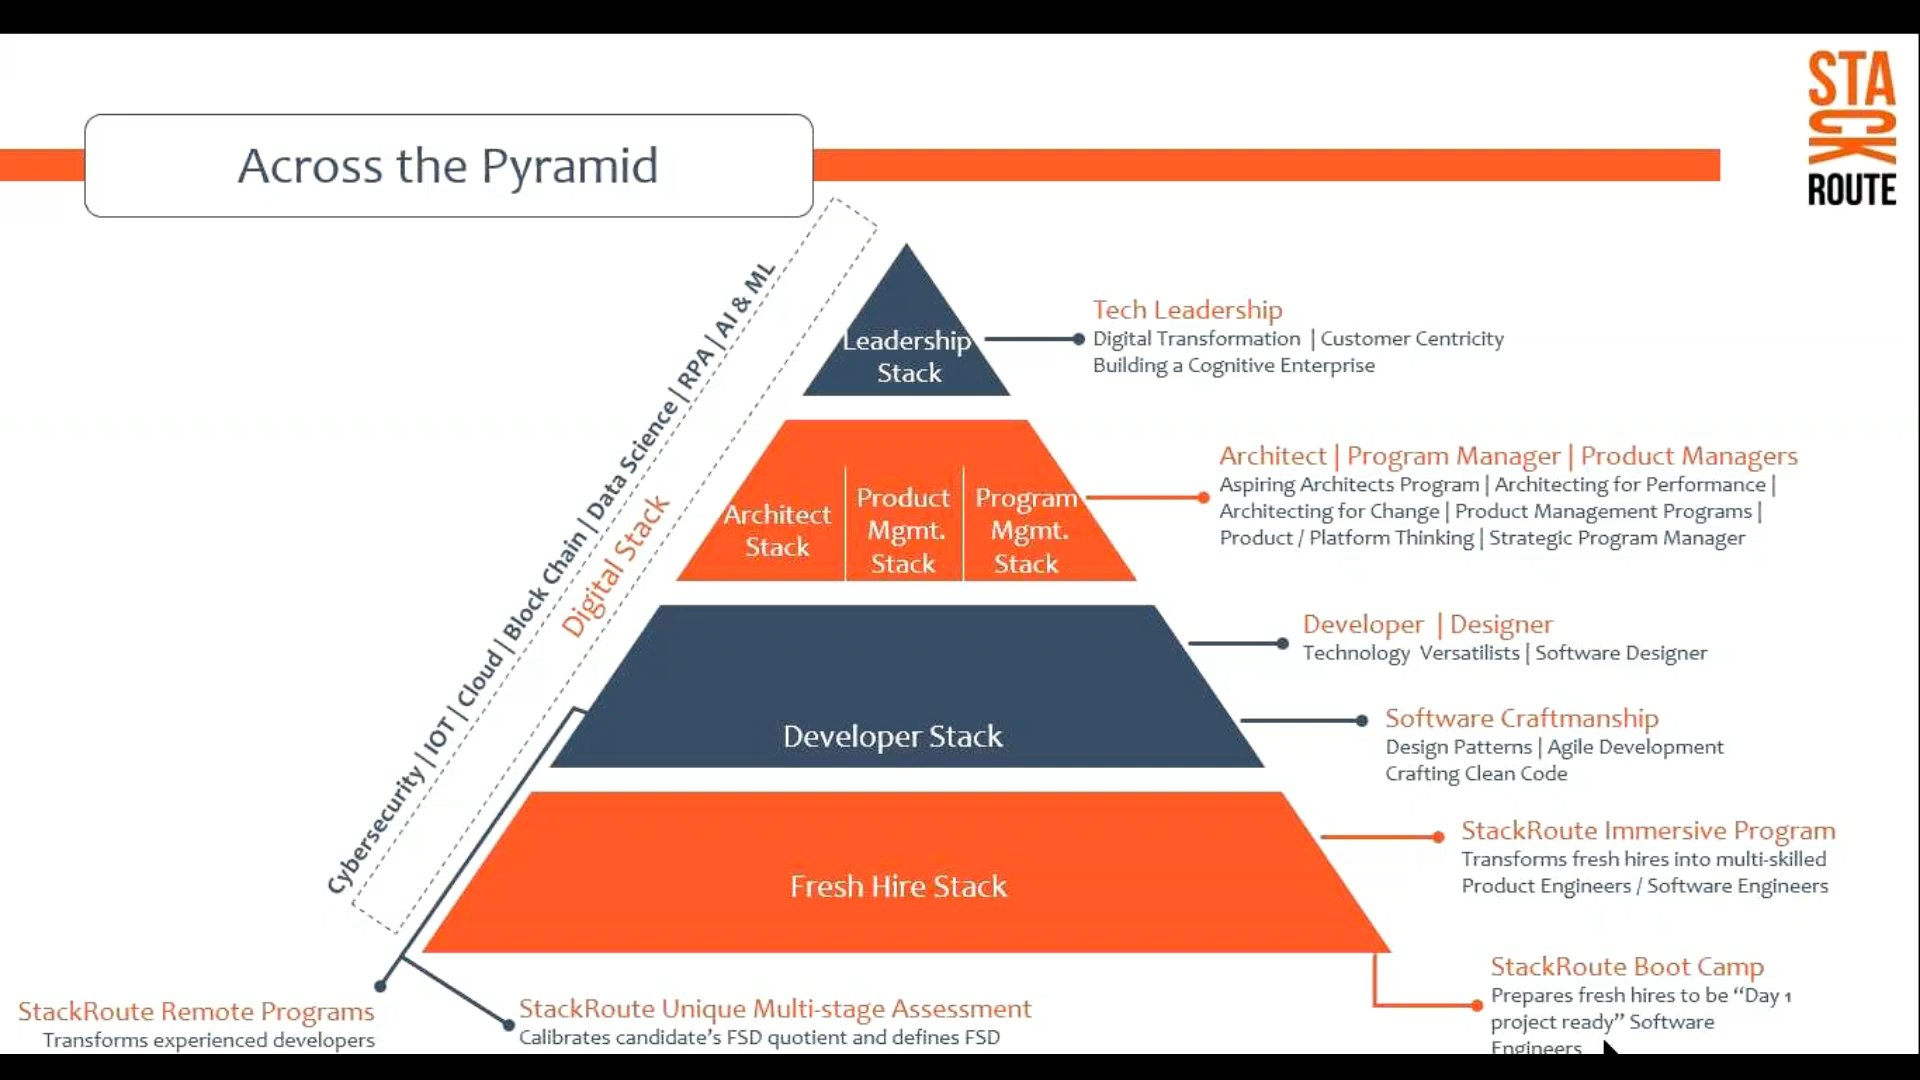 STA
CK
ROUTE
Across the Pyramid
Cybersecurity | IOT | Cloud | Block Chain | Data Science | RPA | AI & ML
Digital Stack
Leadership
Stack
Tech Leadership
Digital Transformation | Customer Centricity
Building a Cognitive Enterprise
Architect
Stack
Product
Mgmt.
Stack
Program
Mgmt.
Stack
Architect | Program Manager | Product Managers
Aspiring Architects Program | Architecting for Performance |
Architecting for Change | Product Management Programs |
Product / Platform Thinking | Strategic Program Manager
Developer | Designer
Technology Versatilists | Software Designer
Developer Stack
Software Craftmanship
Design Patterns | Agile Development
Crafting Clean Code
Fresh Hire Stack
StackRoute Immersive Program
Transforms fresh hires into multi-skilled
Product Engineers / Software Engineers
StackRoute Boot Camp
Prepares fresh hires to be “Day 1
project ready” Software
Engineers
StackRoute Remote Programs
Transforms experienced developers
StackRoute Unique Multi-stage Assessment
Calibrates candidate’s FSD quotient and defines FSD